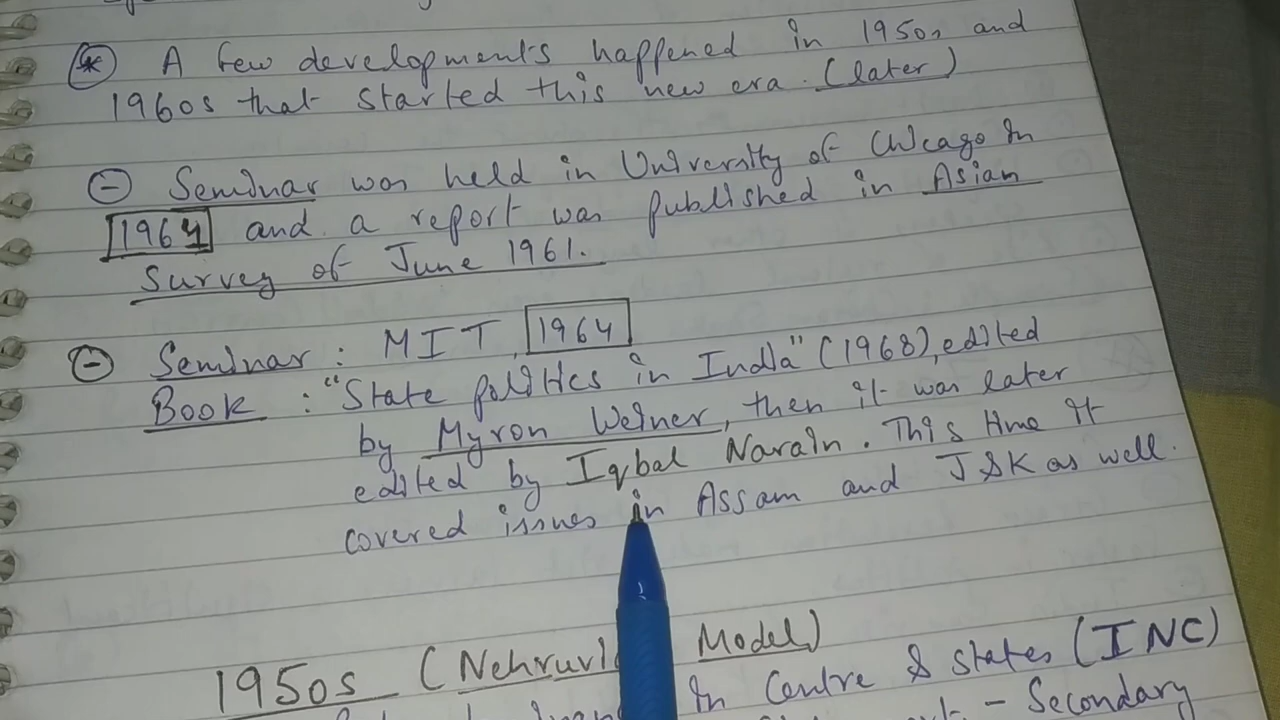 * A few developments happened in 1950s and
1960s that started this new era. (later)
- Seminar was held in University of Chicago in
1964 and a report was published in Asian
Survey of June 1961.
- Seminar : MIT, 1964
Book : "State politics in India" (1968), edited
by Myron Weiner, then it was later
edited by Iqbal Narain. This time it
covered issues in Assam and J&K as well.
1950s (Model)
In Centre & states (INC)
- Secondary